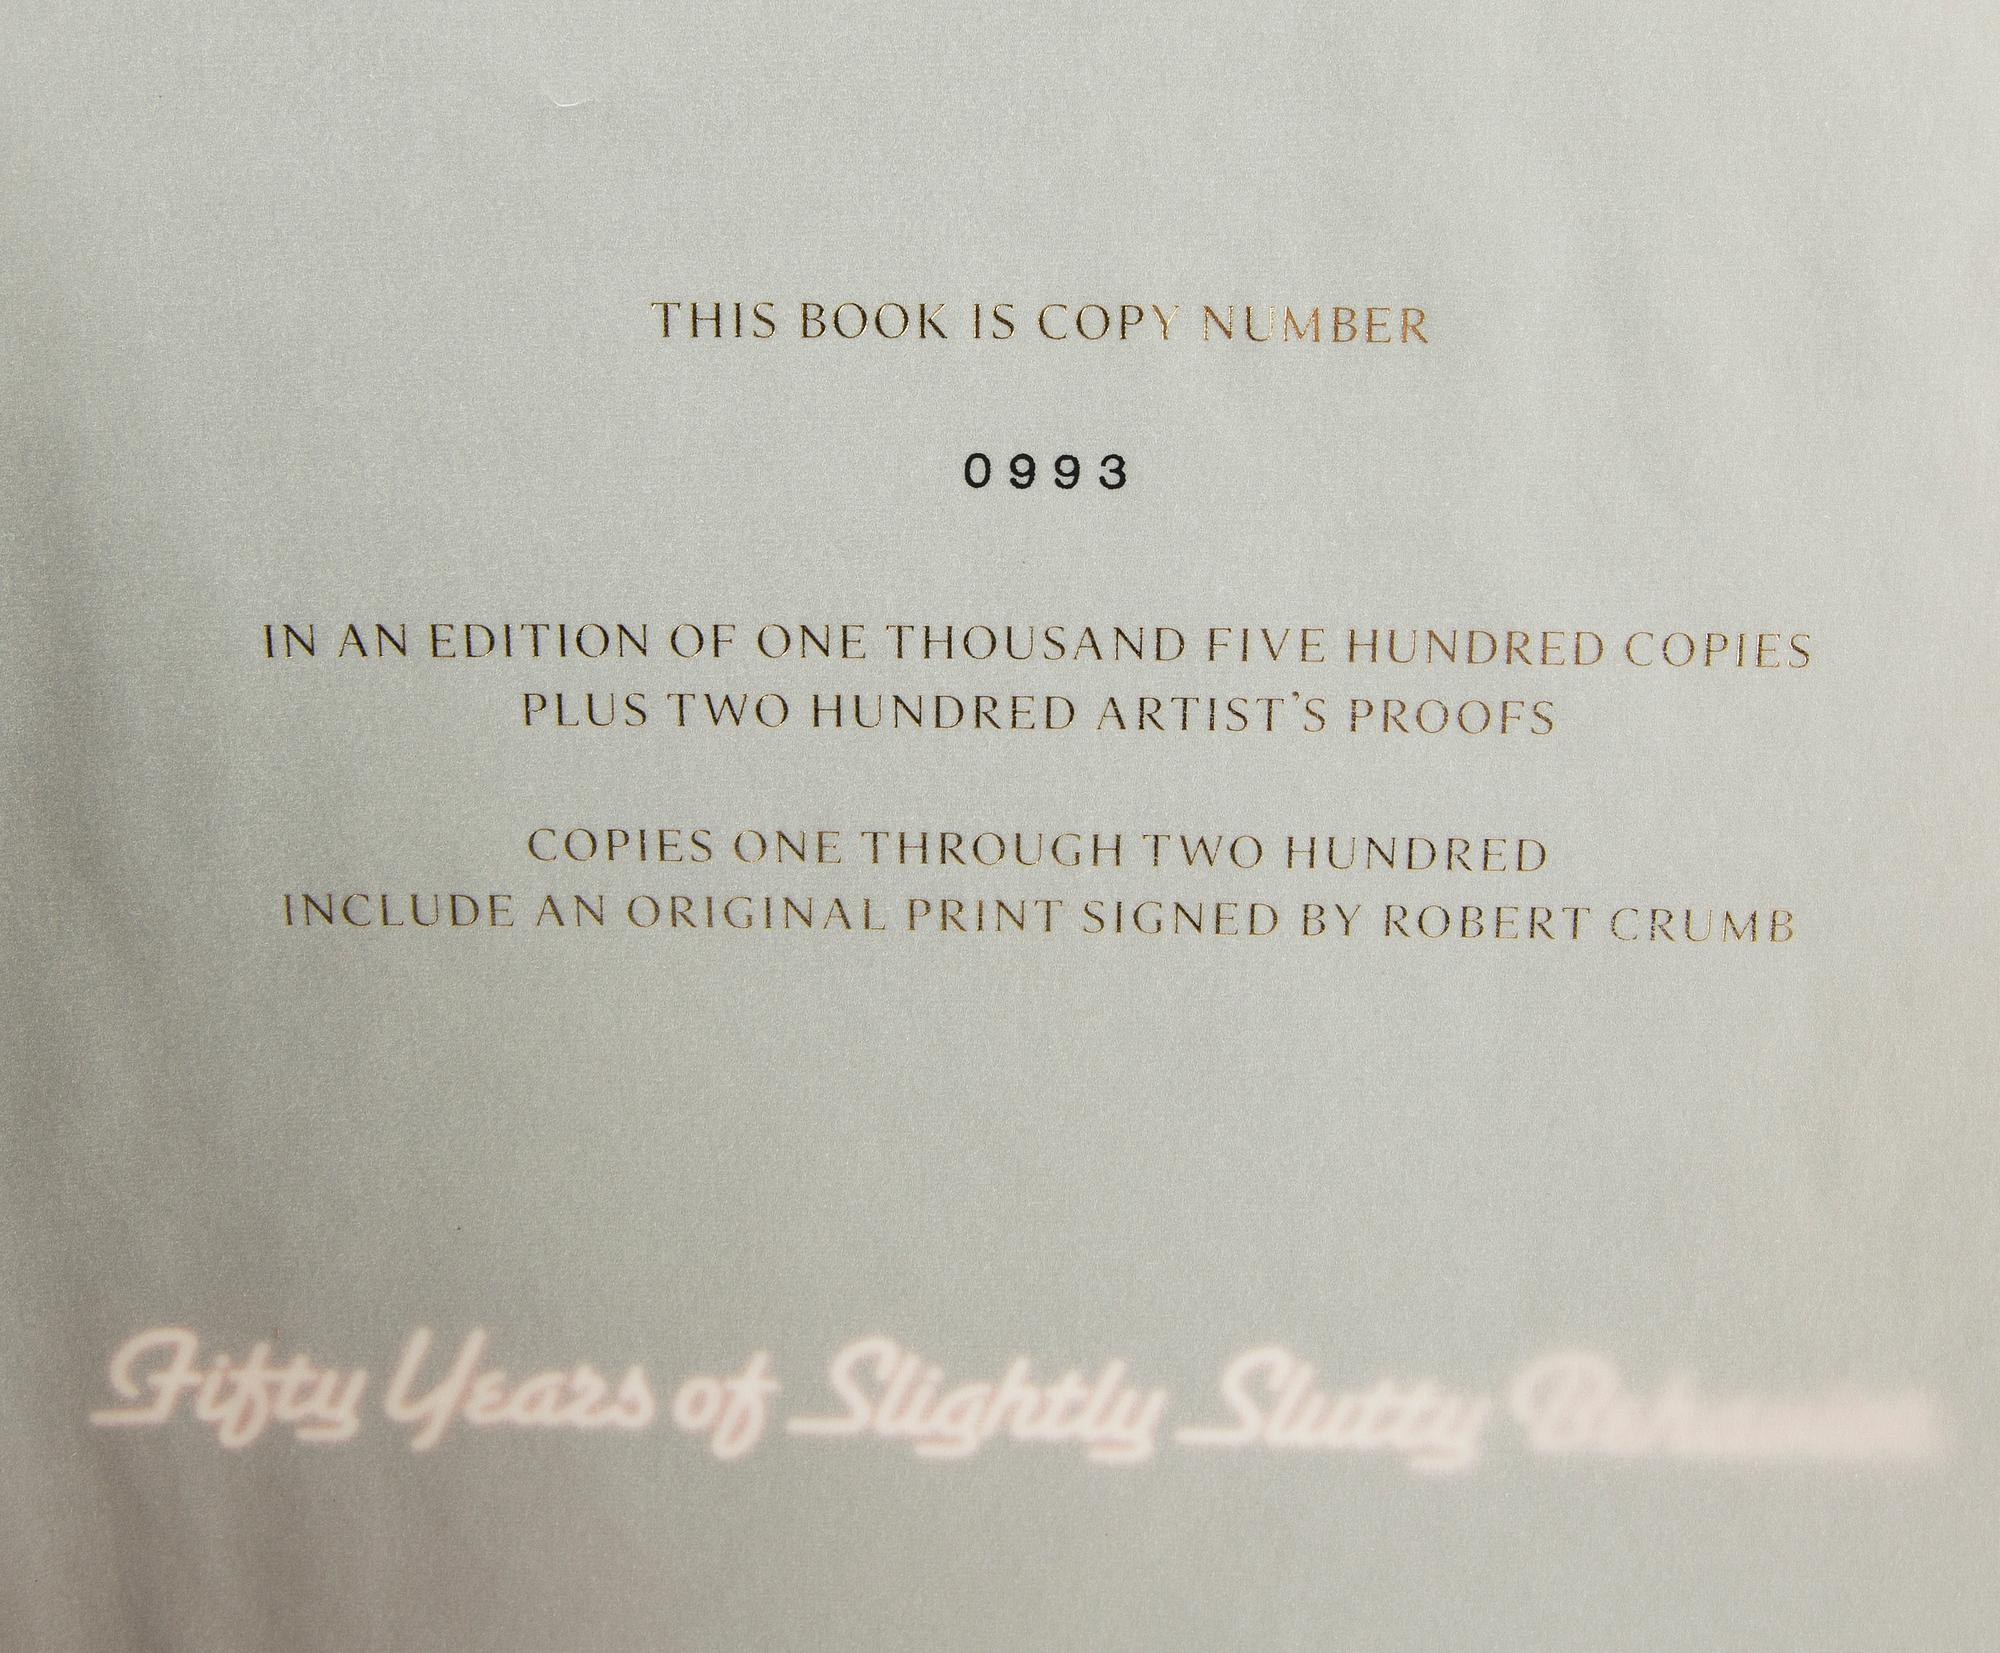 THIS BOOK IS COPY NUMBER
0993
IN AN EDITION OF ONE THOUSAND FIVE HUNDRED COPIES
PLUS TWO HUNDRED ARTIST'S PROOFS
COPIES ONE THROUGH TWO HUNDRED
INCLUDE AN ORIGINAL PRINT SIGNED BY ROBERT CRUMB
Fifty Years of Slightly Slutty